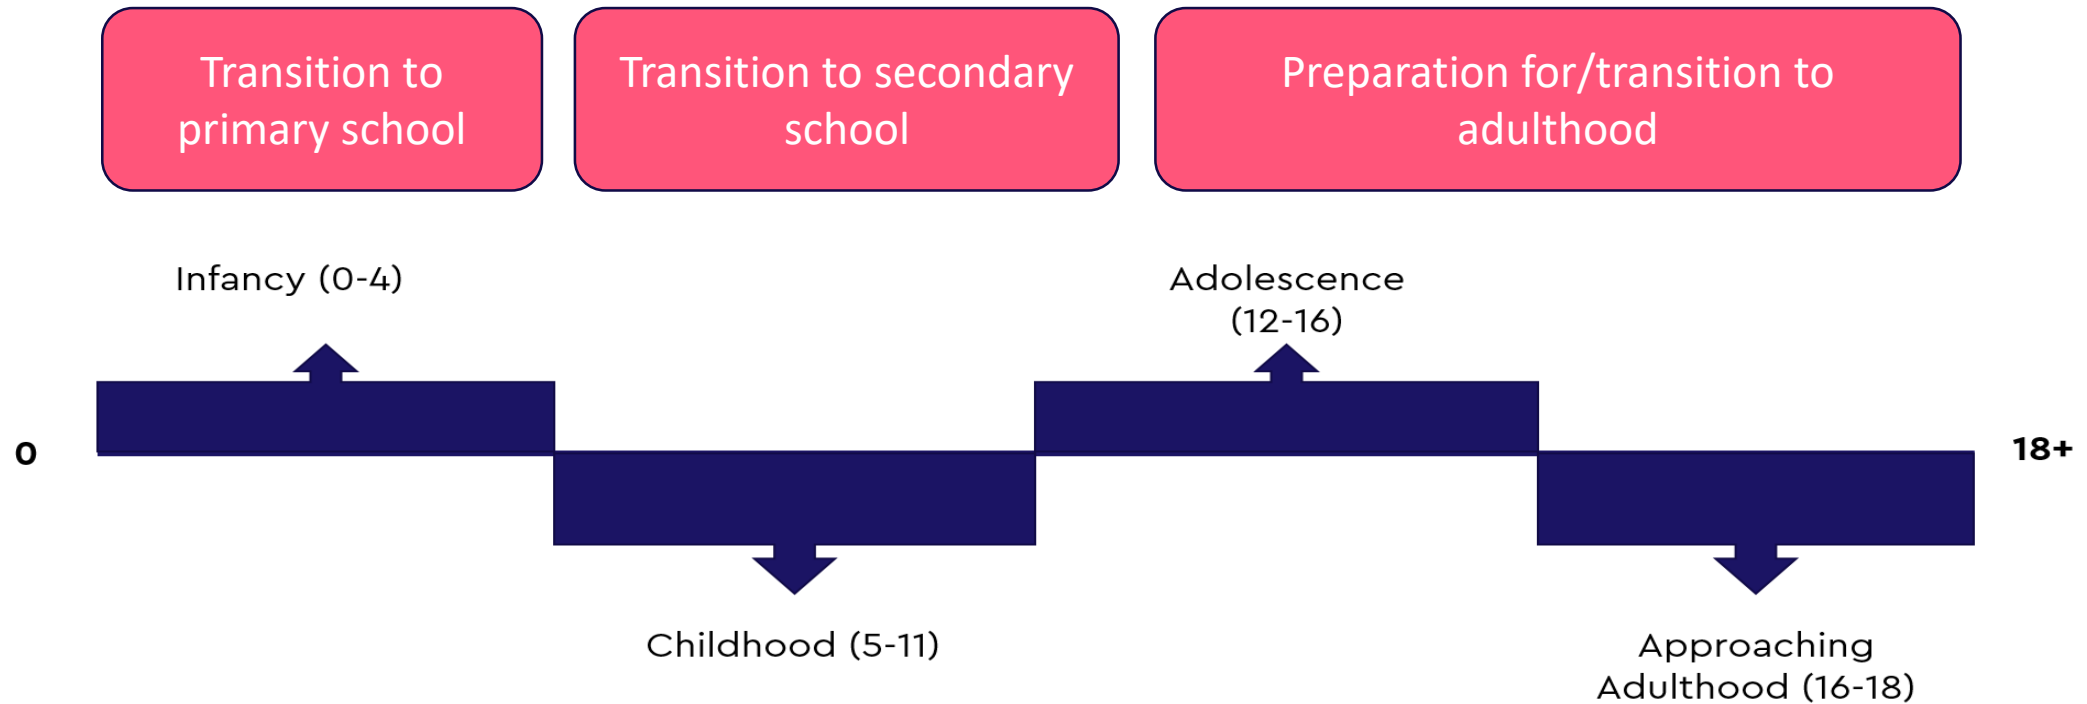 Transition to
primary school
Transition to secondary
school
Preparation for/transition to
adulthood
Infancy (0-4)
Adolescence
(12-16)
0
18+
Childhood (5-11)
Approaching
Adulthood (16-18)